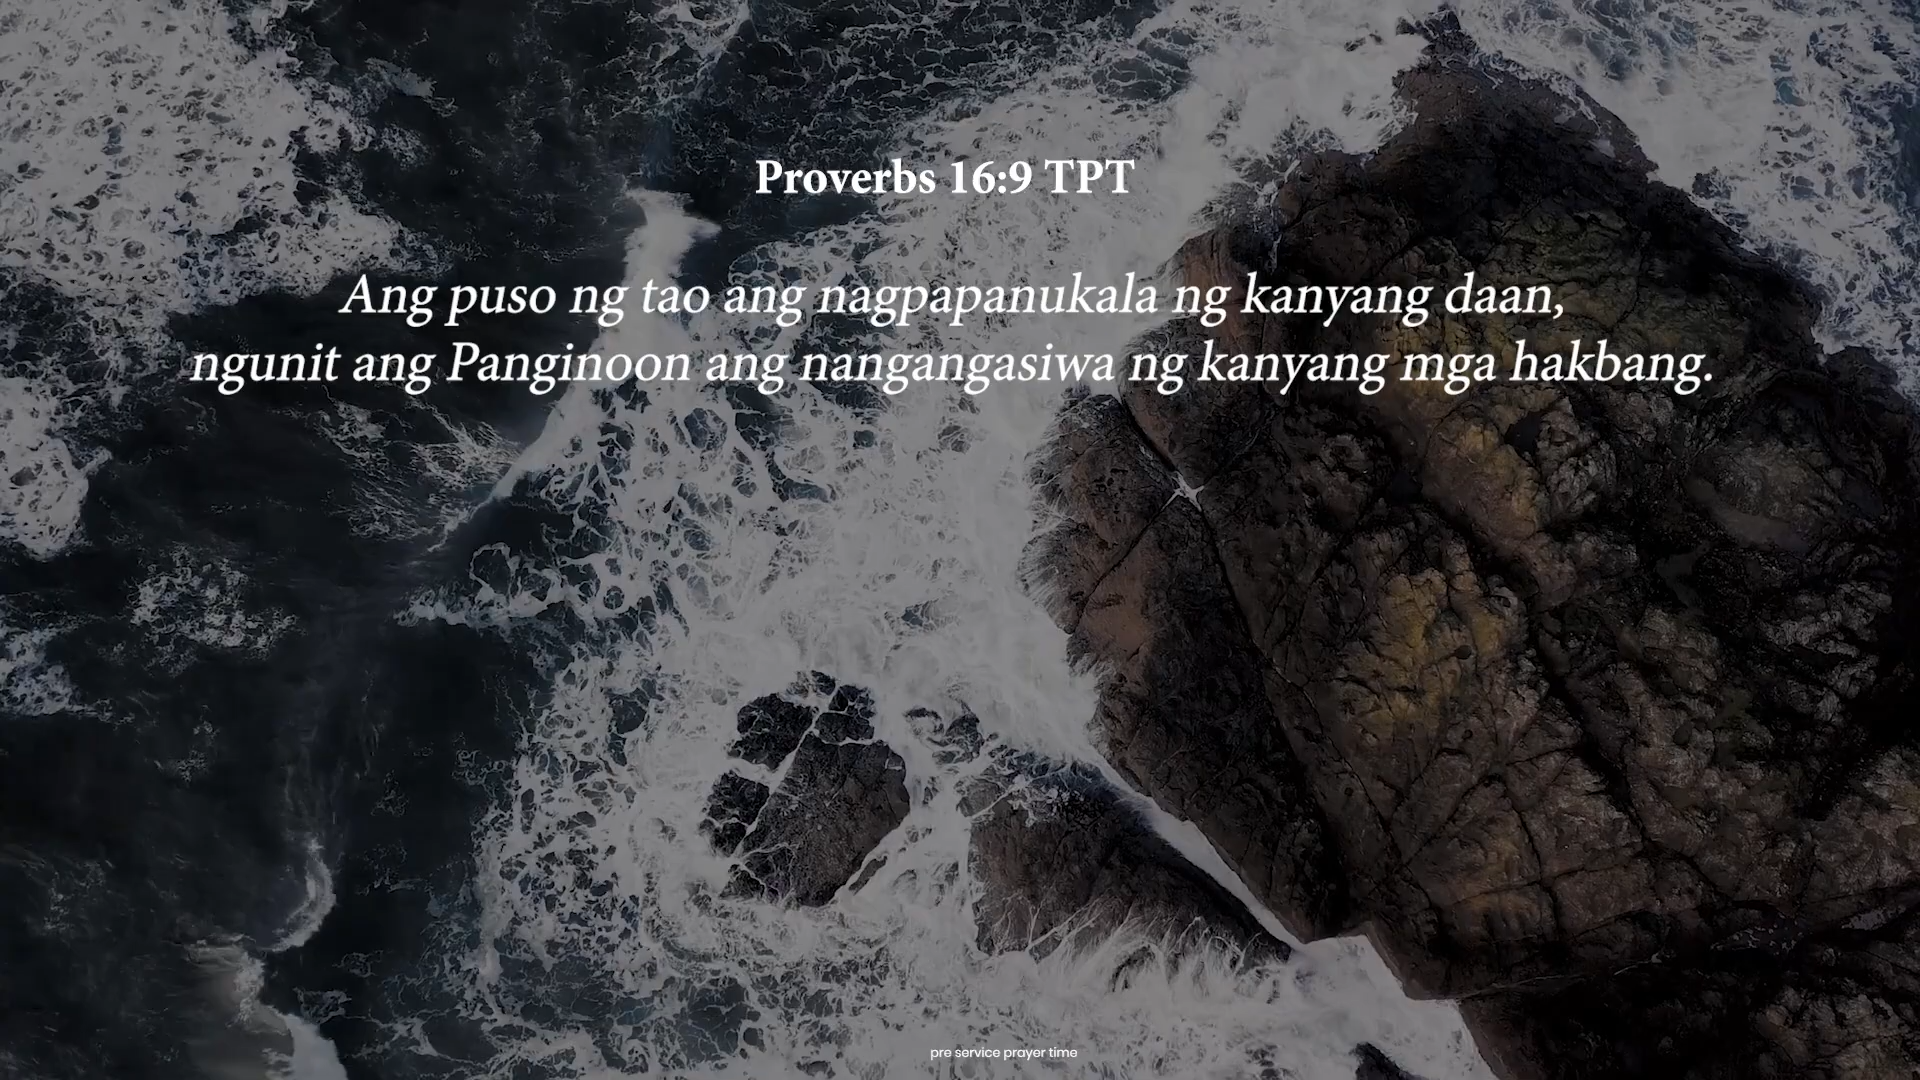 Proverbs 16:9 TPT
Ang puso ng tao ang nagpapanukala ng kanyang daan,
ngunit ang Panginoon ang nangangasiwa ng kanyang mga hakbang.
pre service prayer time